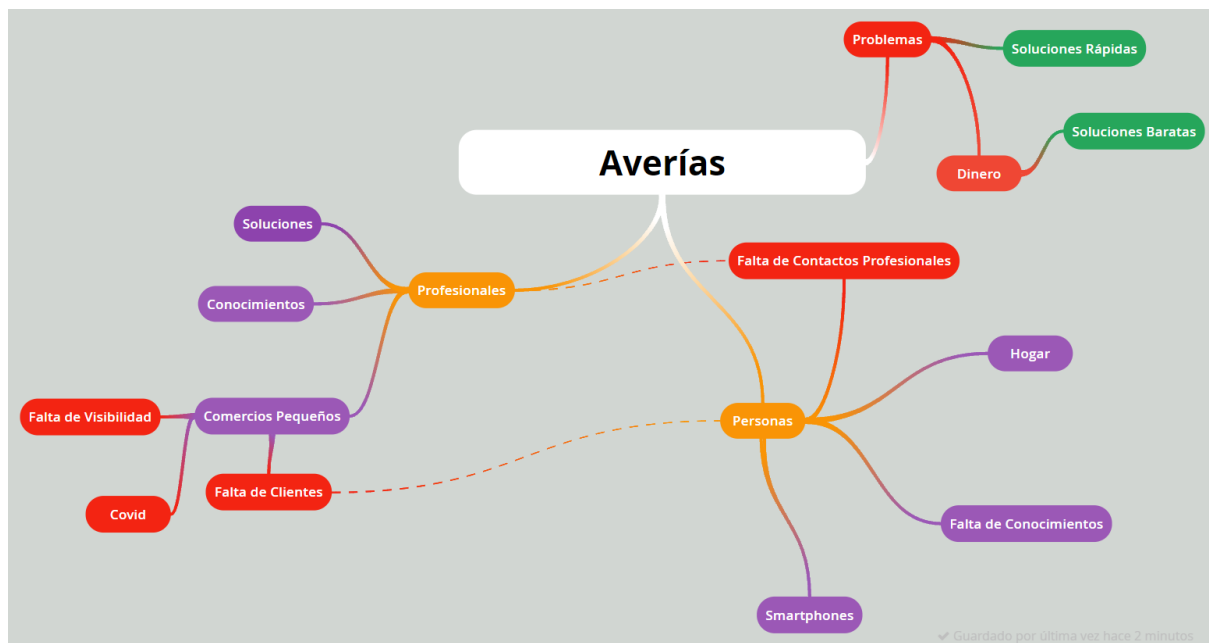 Problemas
Soluciones Rápidas
Soluciones Baratas
Averías
Dinero
Soluciones
Falta de Contactos Profesionales
Profesionales
Conocimientos
Hogar
Falta de Visibilidad
Comercios Pequeños
Personas
Falta de Clientes
Covid
Falta de Conocimientos
Smartphones
✔ Guardado por última vez hace 2 minutos